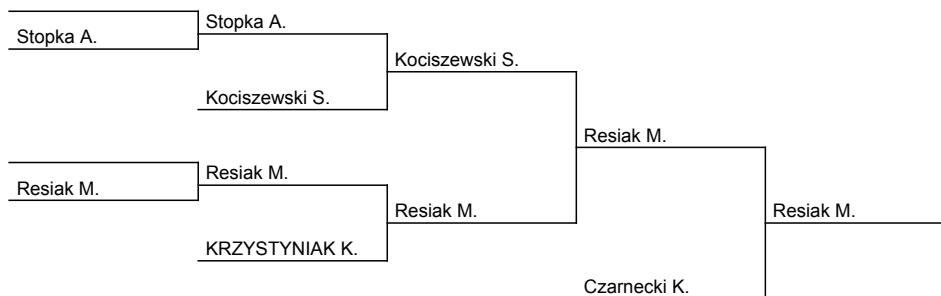 Stopka A.
Stopka A.
Kociszewski S.
Kociszewski S.
Resiak M.
Resiak M.
Resiak M.
Resiak M.
Resiak M.
KRZYSTYNIAK K.
Czarnecki K.